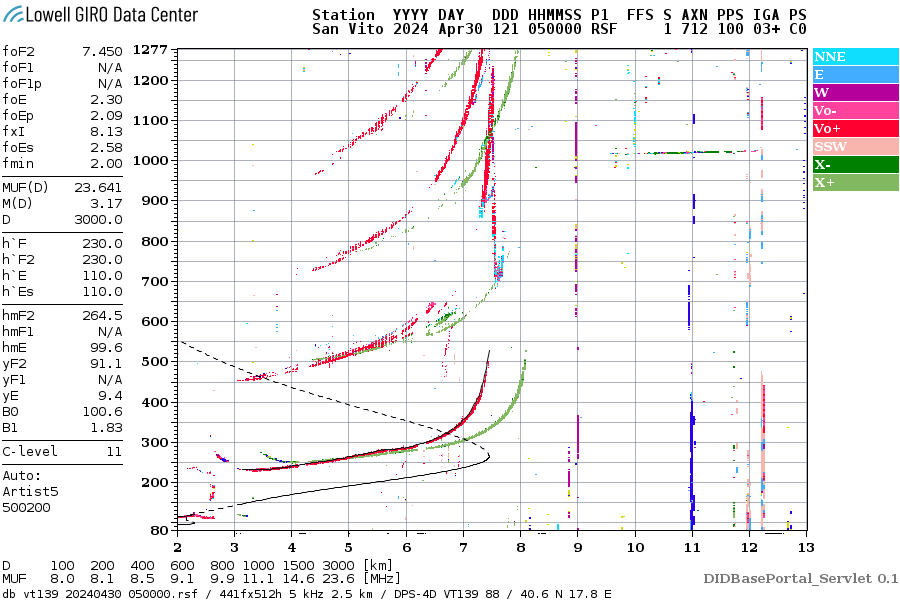 Lowell GIRO Data Center
Station YYYY DAY DDD HHMMSS P1 FFS S AXN PPS IGA PS
San Vito 2024 Apr30 121 050000 RSF 1 712 100 03+ C0
foF2 7.450
foF1 N/A
foF1p N/A
foE 2.30
foEp 2.09
fxI 8.13
foEs 2.58
fmin 2.00
MUF(D) 23.641
M(D) 3.17
D 3000.0
h`F 230.0
h`F2 230.0
h`E 110.0
h`Es 110.0
hmF2 264.5
hmF1 N/A
hmE 99.6
yF2 91.1
yF1 N/A
yE 9.4
B0 100.6
B1 1.83
C-level 11
Auto:
Artist5
500200
1277
1200
1100
1000
900
800
700
600
500
400
300
200
80
2 3 4 5 6 7 8 9 10 11 12 13
NNE
E
W
Vo-
Vo+
SSW
X-
X+
D 100 200 400 600 800 1000 1500 3000 [km]
MUF 8.0 8.1 8.5 9.1 9.9 11.1 14.6 23.6 [MHz]
db vt139 20240430 050000.rsf / 441fx512h 5 kHz 2.5 km / DPS-4D VT139 88 / 40.6 N 17.8 E
DIDBasePortal_Servlet 0.1